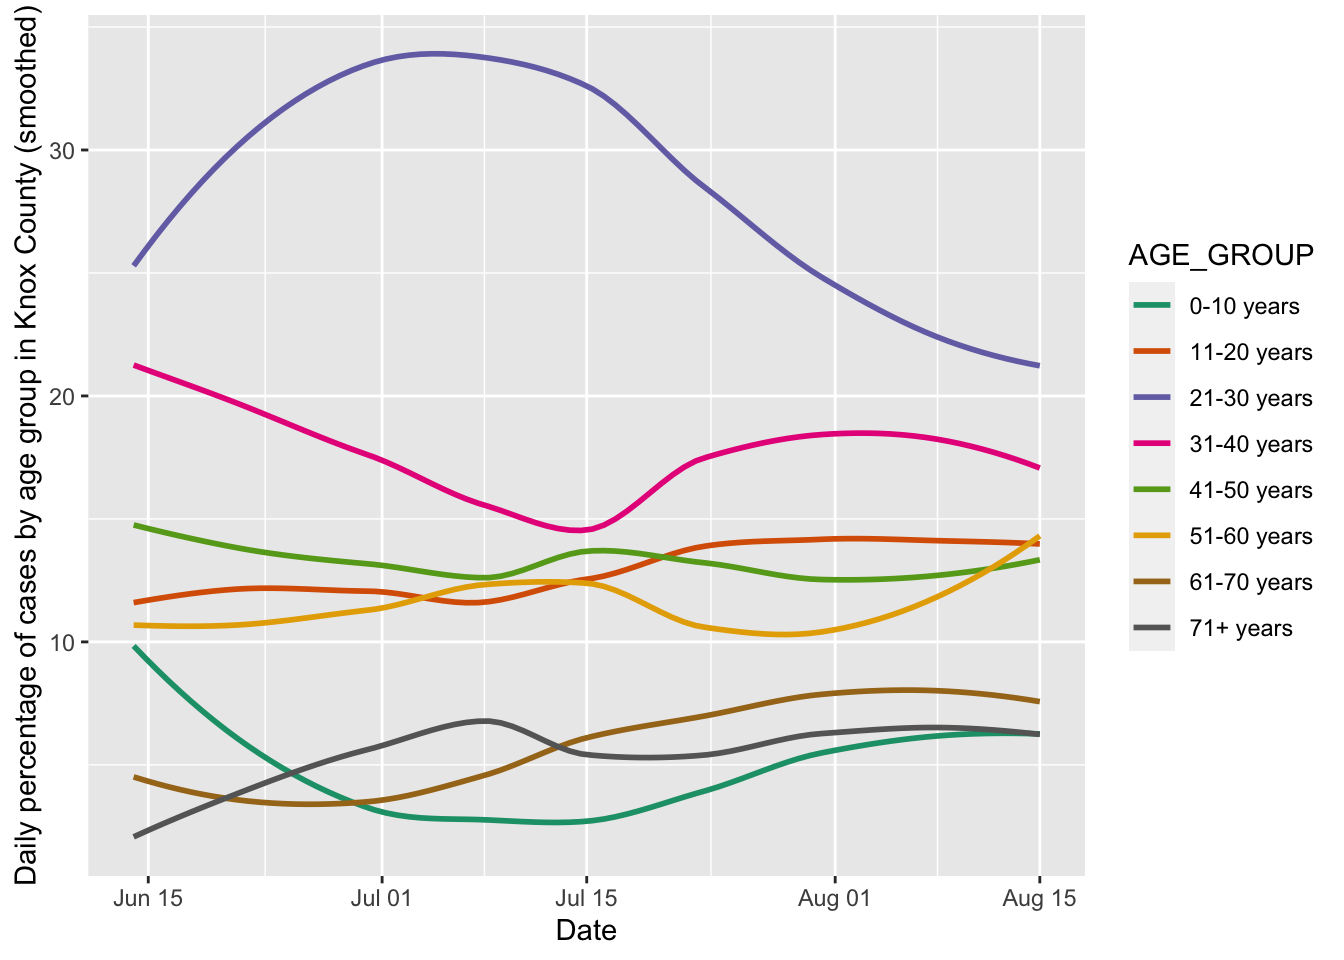 Daily percentage of cases by age group in Knox County (smoothed)
30
20
10
Jun 15
Jul 01
Jul 15
Aug 01
Aug 15
Date
AGE_GROUP
0-10 years
11-20 years
21-30 years
31-40 years
41-50 years
51-60 years
61-70 years
71+ years